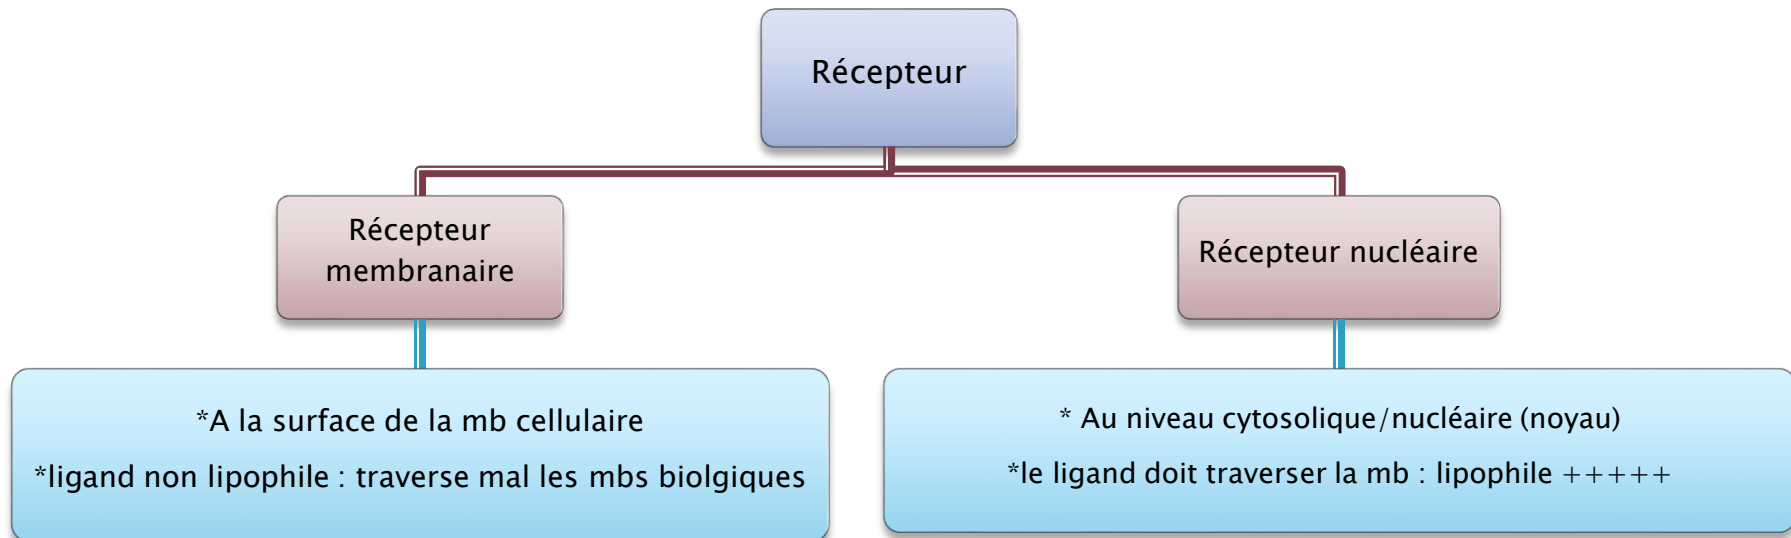 Récepteur
Récepteur
membranaire
Récepteur nucléaire
*A la surface de la mb cellulaire
*ligand non lipophile : traverse mal les mbs biolgiques
* Au niveau cytosolique/nucléaire (noyau)
*le ligand doit traverser la mb : lipophile +++++